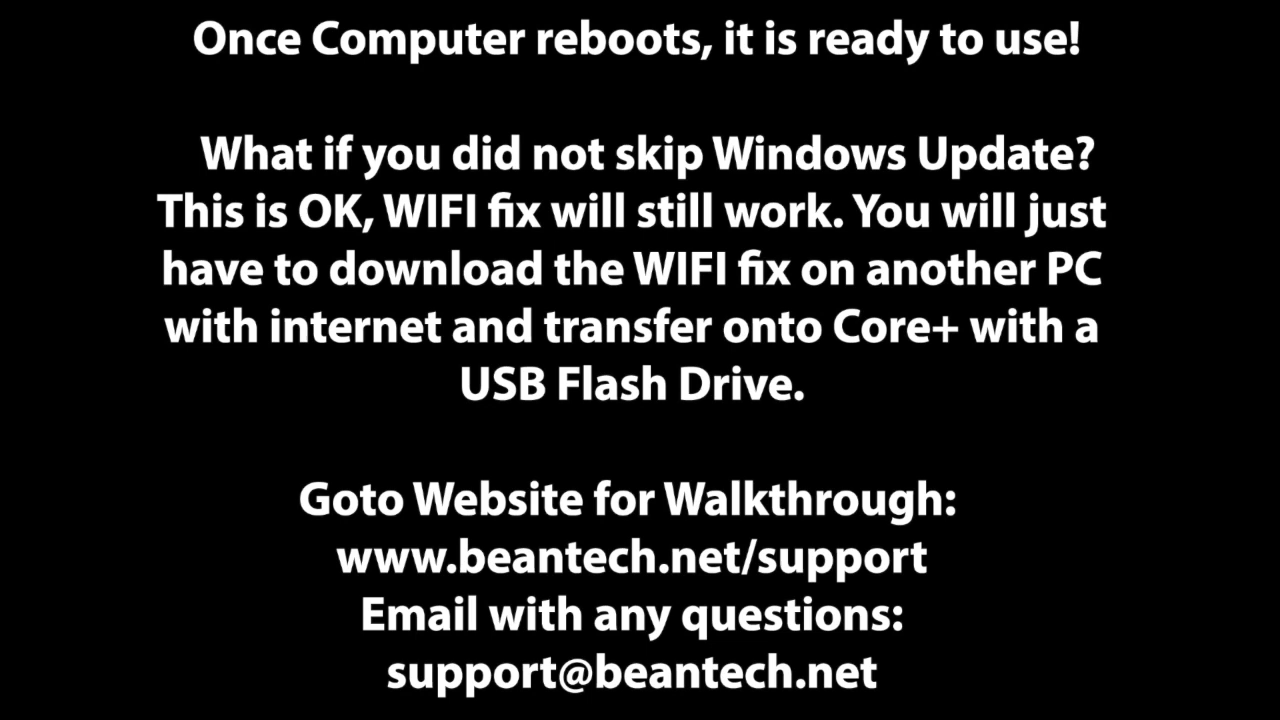 Once Computer reboots, it is ready to use!
What if you did not skip Windows Update?
This is OK, WIFI fix will still work. You will just
have to download the WIFI fix on another PC
with internet and transfer onto Core+ with a
USB Flash Drive.
Goto Website for Walkthrough:
www.beantech.net/support
Email with any questions:
support@beantech.net